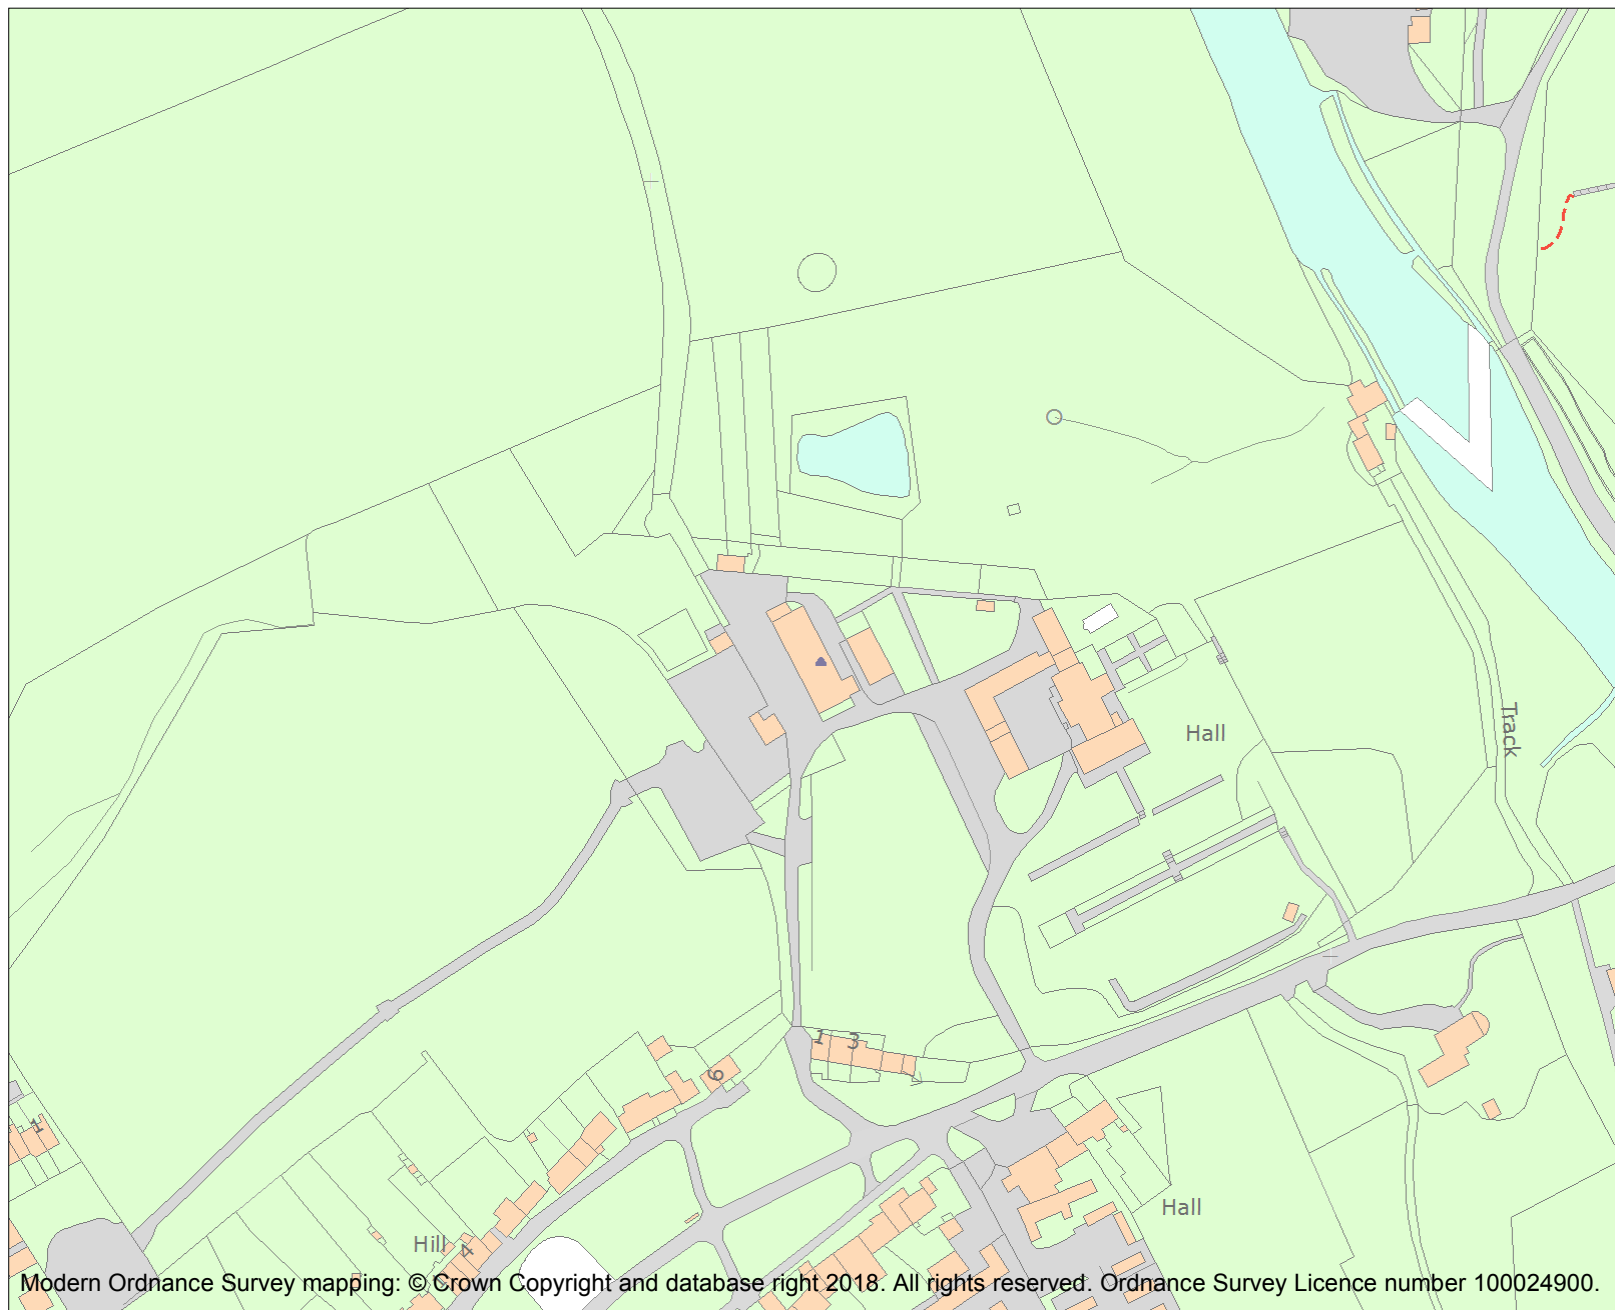 Hall
Track
1 3
9
1
Hall
Hill 4
Modern Ordnance Survey mapping: © Crown Copyright and database right 2018. All rights reserved. Ordnance Survey Licence number 100024900.